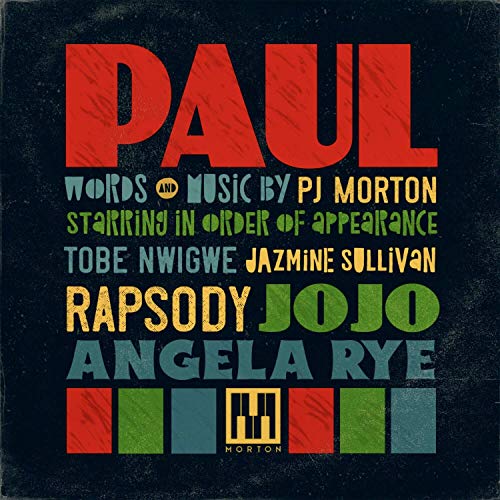 PAUL
WORDS AND MUSIC BY PJ MORTON
STARRING IN ORDER OF APPEARANCE
TOBE NWIGWE JAZMINE SULLIVAN
RAPSODY JOJO
ANGELA RYE
MORTON